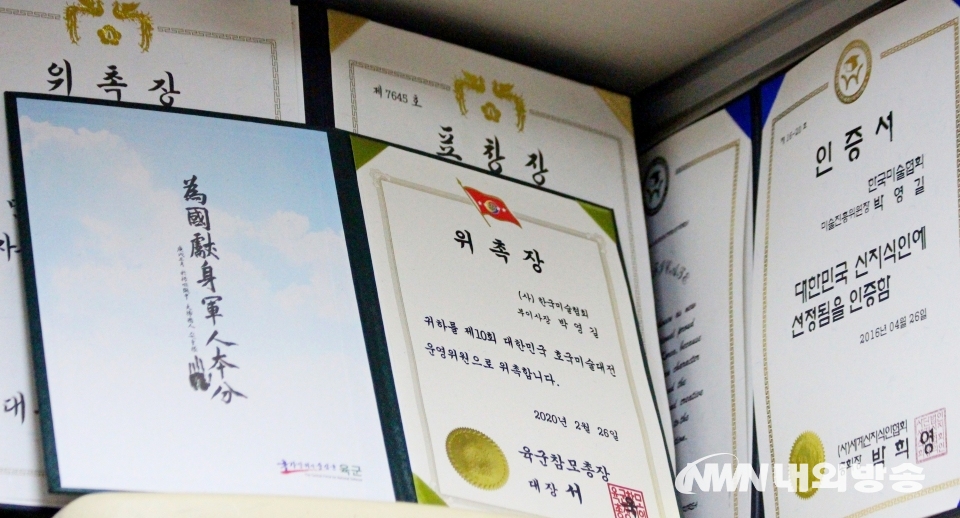 위촉장
제 7645 호
표창장
為國獻身軍人本分
육군
위촉장
(사) 한국미술협회
부이사장 박영길
귀하를 제10회 대한민국 호국미술대전
운영위원으로 위촉합니다.
2020년 2월 26일
육군참모총장
대장 서
인증서
한국미술협회
미술진흥위원장 박영길
대한민국 신지식인에
선정됨을 인증함
2016년 04월 26일
(사)세계신지식인협회
박희영
NWN내외방송